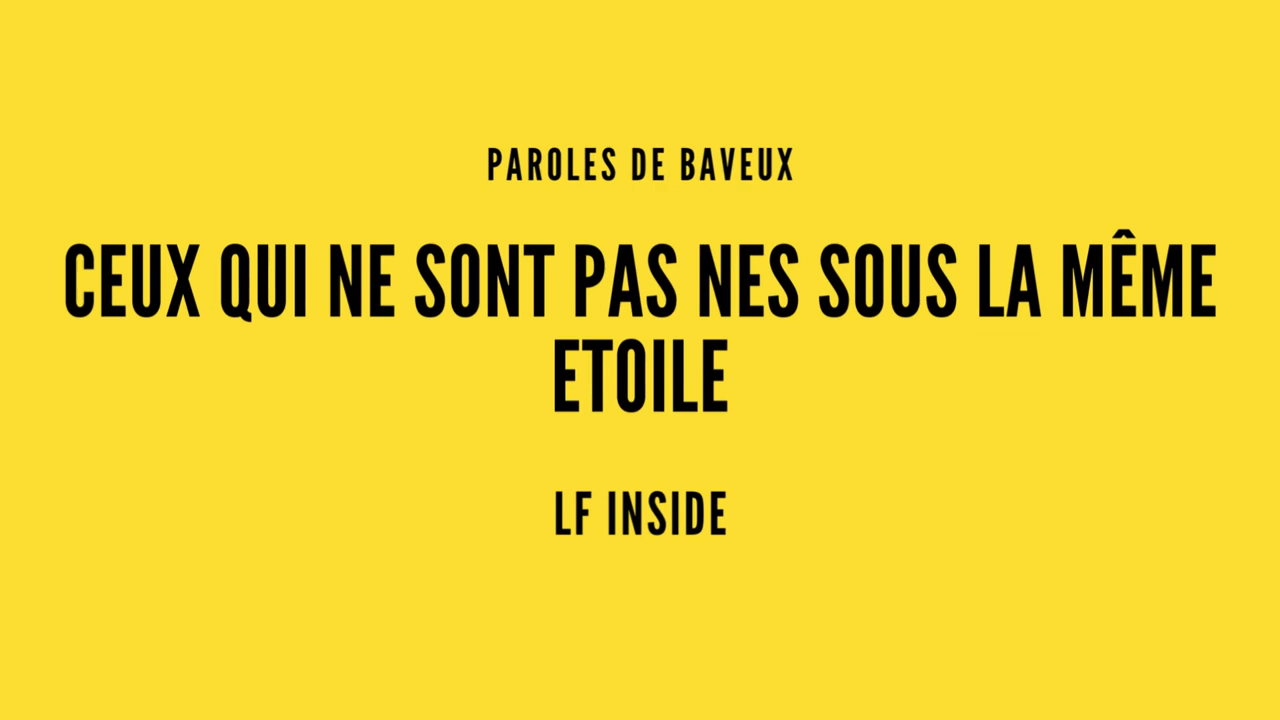 PAROLES DE BAVEUX
CEUX QUI NE SONT PAS NES SOUS LA MÊME
ETOILE
LF INSIDE